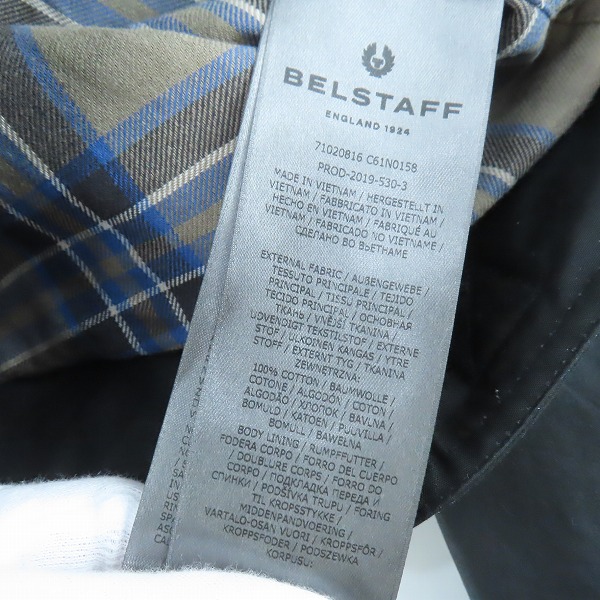 BELSTAFF
ENGLAND 1924
71020816 C61N0158
PROD-2019-530-3
MADE IN VIETNAM / HERGESTELLT IN
VIETNAM / FABRICATO IN VIETNAM /
HECHO EN VIETNAM / FABRIQUÉ AU
VIETNAM / FABRICADO NO VIETNAME /
СДЕЛАНО ВО ВЬЕТНАМЕ
EXTERNAL FABRIC / AUßENGEWEBE /
TESSUTO PRINCIPALE / TEJIDO
PRINCIPAL / TISSU PRINCIPAL /
TECIDO PRINCIPAL / ОСНОВНАЯ
ТКАНЬ / VNĚJŠÍ TKANINA /
UDVENDIGT TEKSTILSTOF / EXTERNE
STOF / ULKOINEN KANGAS / YTRE
STOFF / EXTERNT TYG / TKANINA
ZEWNĘTRZNA:
100% COTTON / BAUMWOLLE /
COTONE / ALGODÓN / COTON /
ALGODÃO / ХЛОПОК / BAVLNA /
BOMULD / KATOEN / PUUVILLA /
BOMULL / BAWEŁNA
BODY LINING / RUMPFFUTTER /
FODERA CORPO / FORRO DEL CUERPO
/ DOUBLURE CORPS / FORRO DO
CORPO / ПОДКЛАДКА ПЕРЕДА И
СПИНКИ / PODŠÍVKA TRUPU / FORING
TIL KROPSSTYKKE /
MIDDENPANDVOERING /
VARTALO-OSAN VUORI / KROPPSFÔR /
KROPPSFODER / PODSZEWKA
KORPUSU: